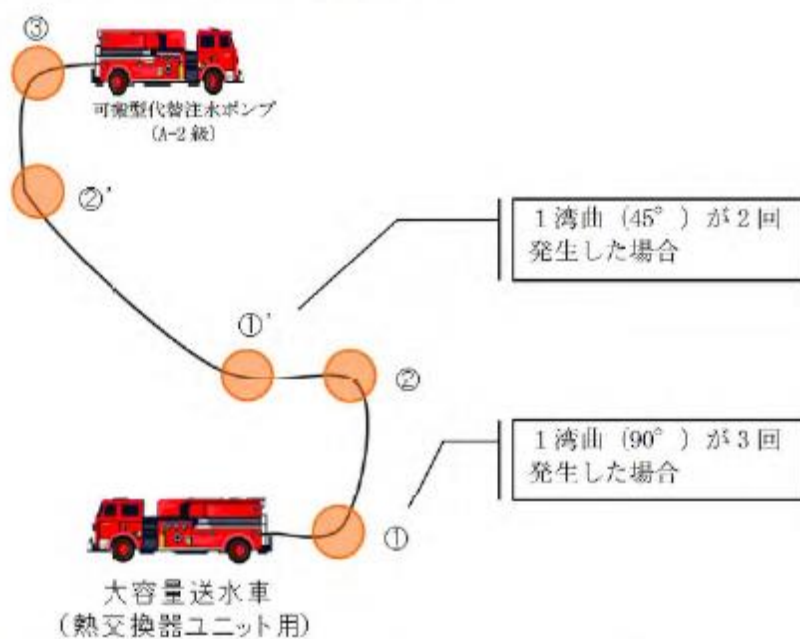 ③
可搬型代替注水ポンプ
(A-2 級)
②'
1 湾曲 (45° ) が 2 回
発生した場合
①'
②
1 湾曲 (90° ) が 3 回
発生した場合
①
大容量送水車
(熱交換器ユニット用)